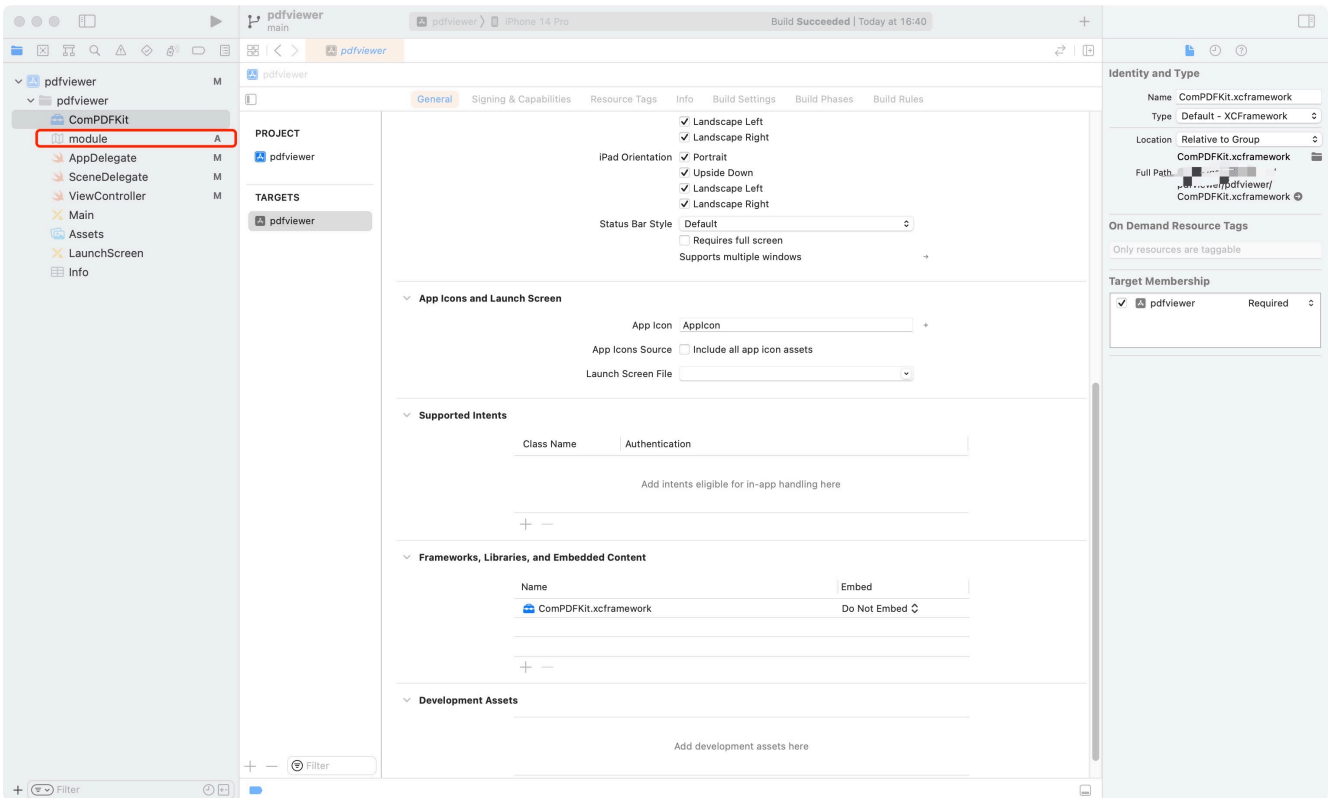 pdfviewer
main
pdfviewer 〉 iPhone 14 Pro
Build Succeeded | Today at 16:40
pdfviewer
pdfviewer M
pdfviewer
ComPDFKit
module A
AppDelegate M
SceneDelegate M
ViewController M
Main
Assets
LaunchScreen
Info
Filter
pdfviewer
General Signing & Capabilities Resource Tags Info Build Settings Build Phases Build Rules
PROJECT
pdfviewer
TARGETS
pdfviewer
Filter
Landscape Left
Landscape Right
iPad Orientation Portrait
Upside Down
Landscape Left
Landscape Right
Status Bar Style Default
Requires full screen
Supports multiple windows
App Icons and Launch Screen
App Icon AppIcon
App Icons Source Include all app icon assets
Launch Screen File
Supported Intents
Class Name Authentication
Add intents eligible for in-app handling here
Frameworks, Libraries, and Embedded Content
Name Embed
ComPDFKit.xcframework Do Not Embed
Development Assets
Add development assets here
Identity and Type
Name ComPDFKit.xcframework
Type Default - XCFramework
Location Relative to Group
ComPDFKit.xcframework
Full Path
pdfviewer/pdfviewer/
ComPDFKit.xcframework
On Demand Resource Tags
Only resources are taggable
Target Membership
pdfviewer Required